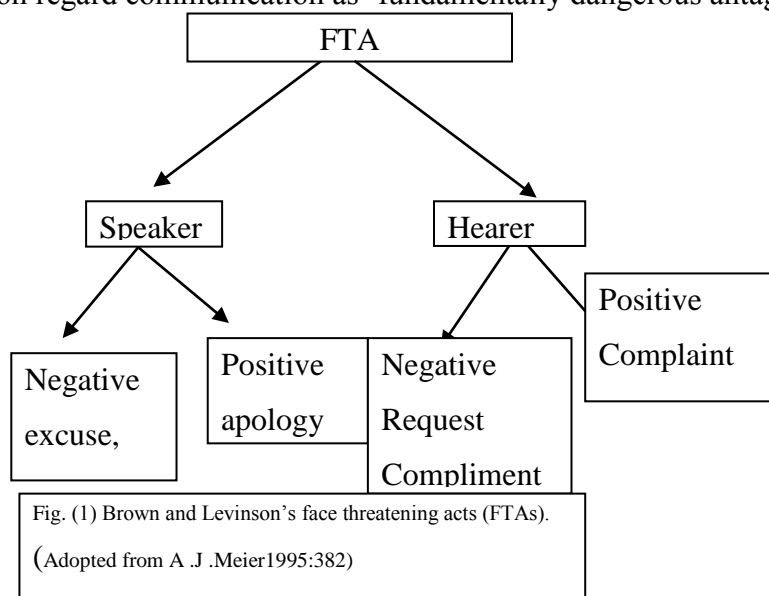 on regard communication as "fundamentally dangerous antag
FTA
Speaker
Hearer
Positive
Complaint
Negative
excuse,
Positive
apology
Negative
Request
Compliment
Fig. (1) Brown and Levinson's face threatening acts (FTAs).
(Adopted from A .J .Meier1995:382)